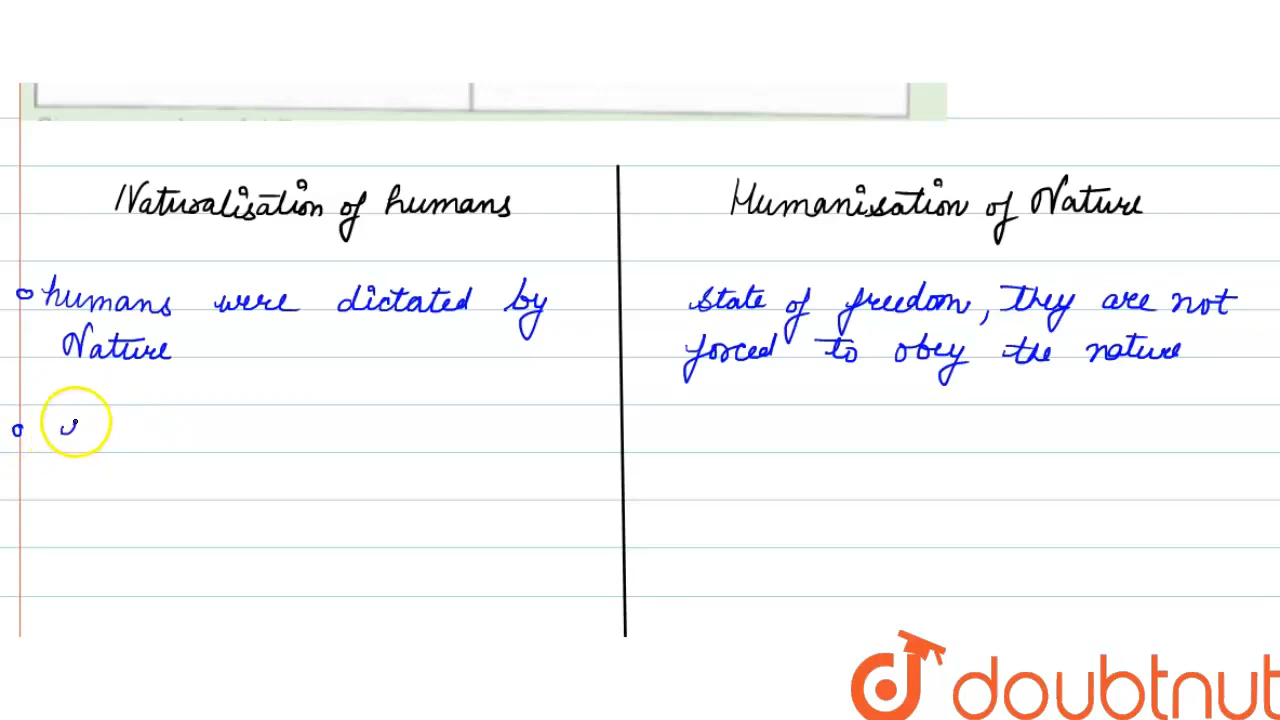 Naturalisation of humans
Humanisation of Nature
humans were dictated by
Nature
state of freedom, They are not
forced to obey the nature
doubtnut